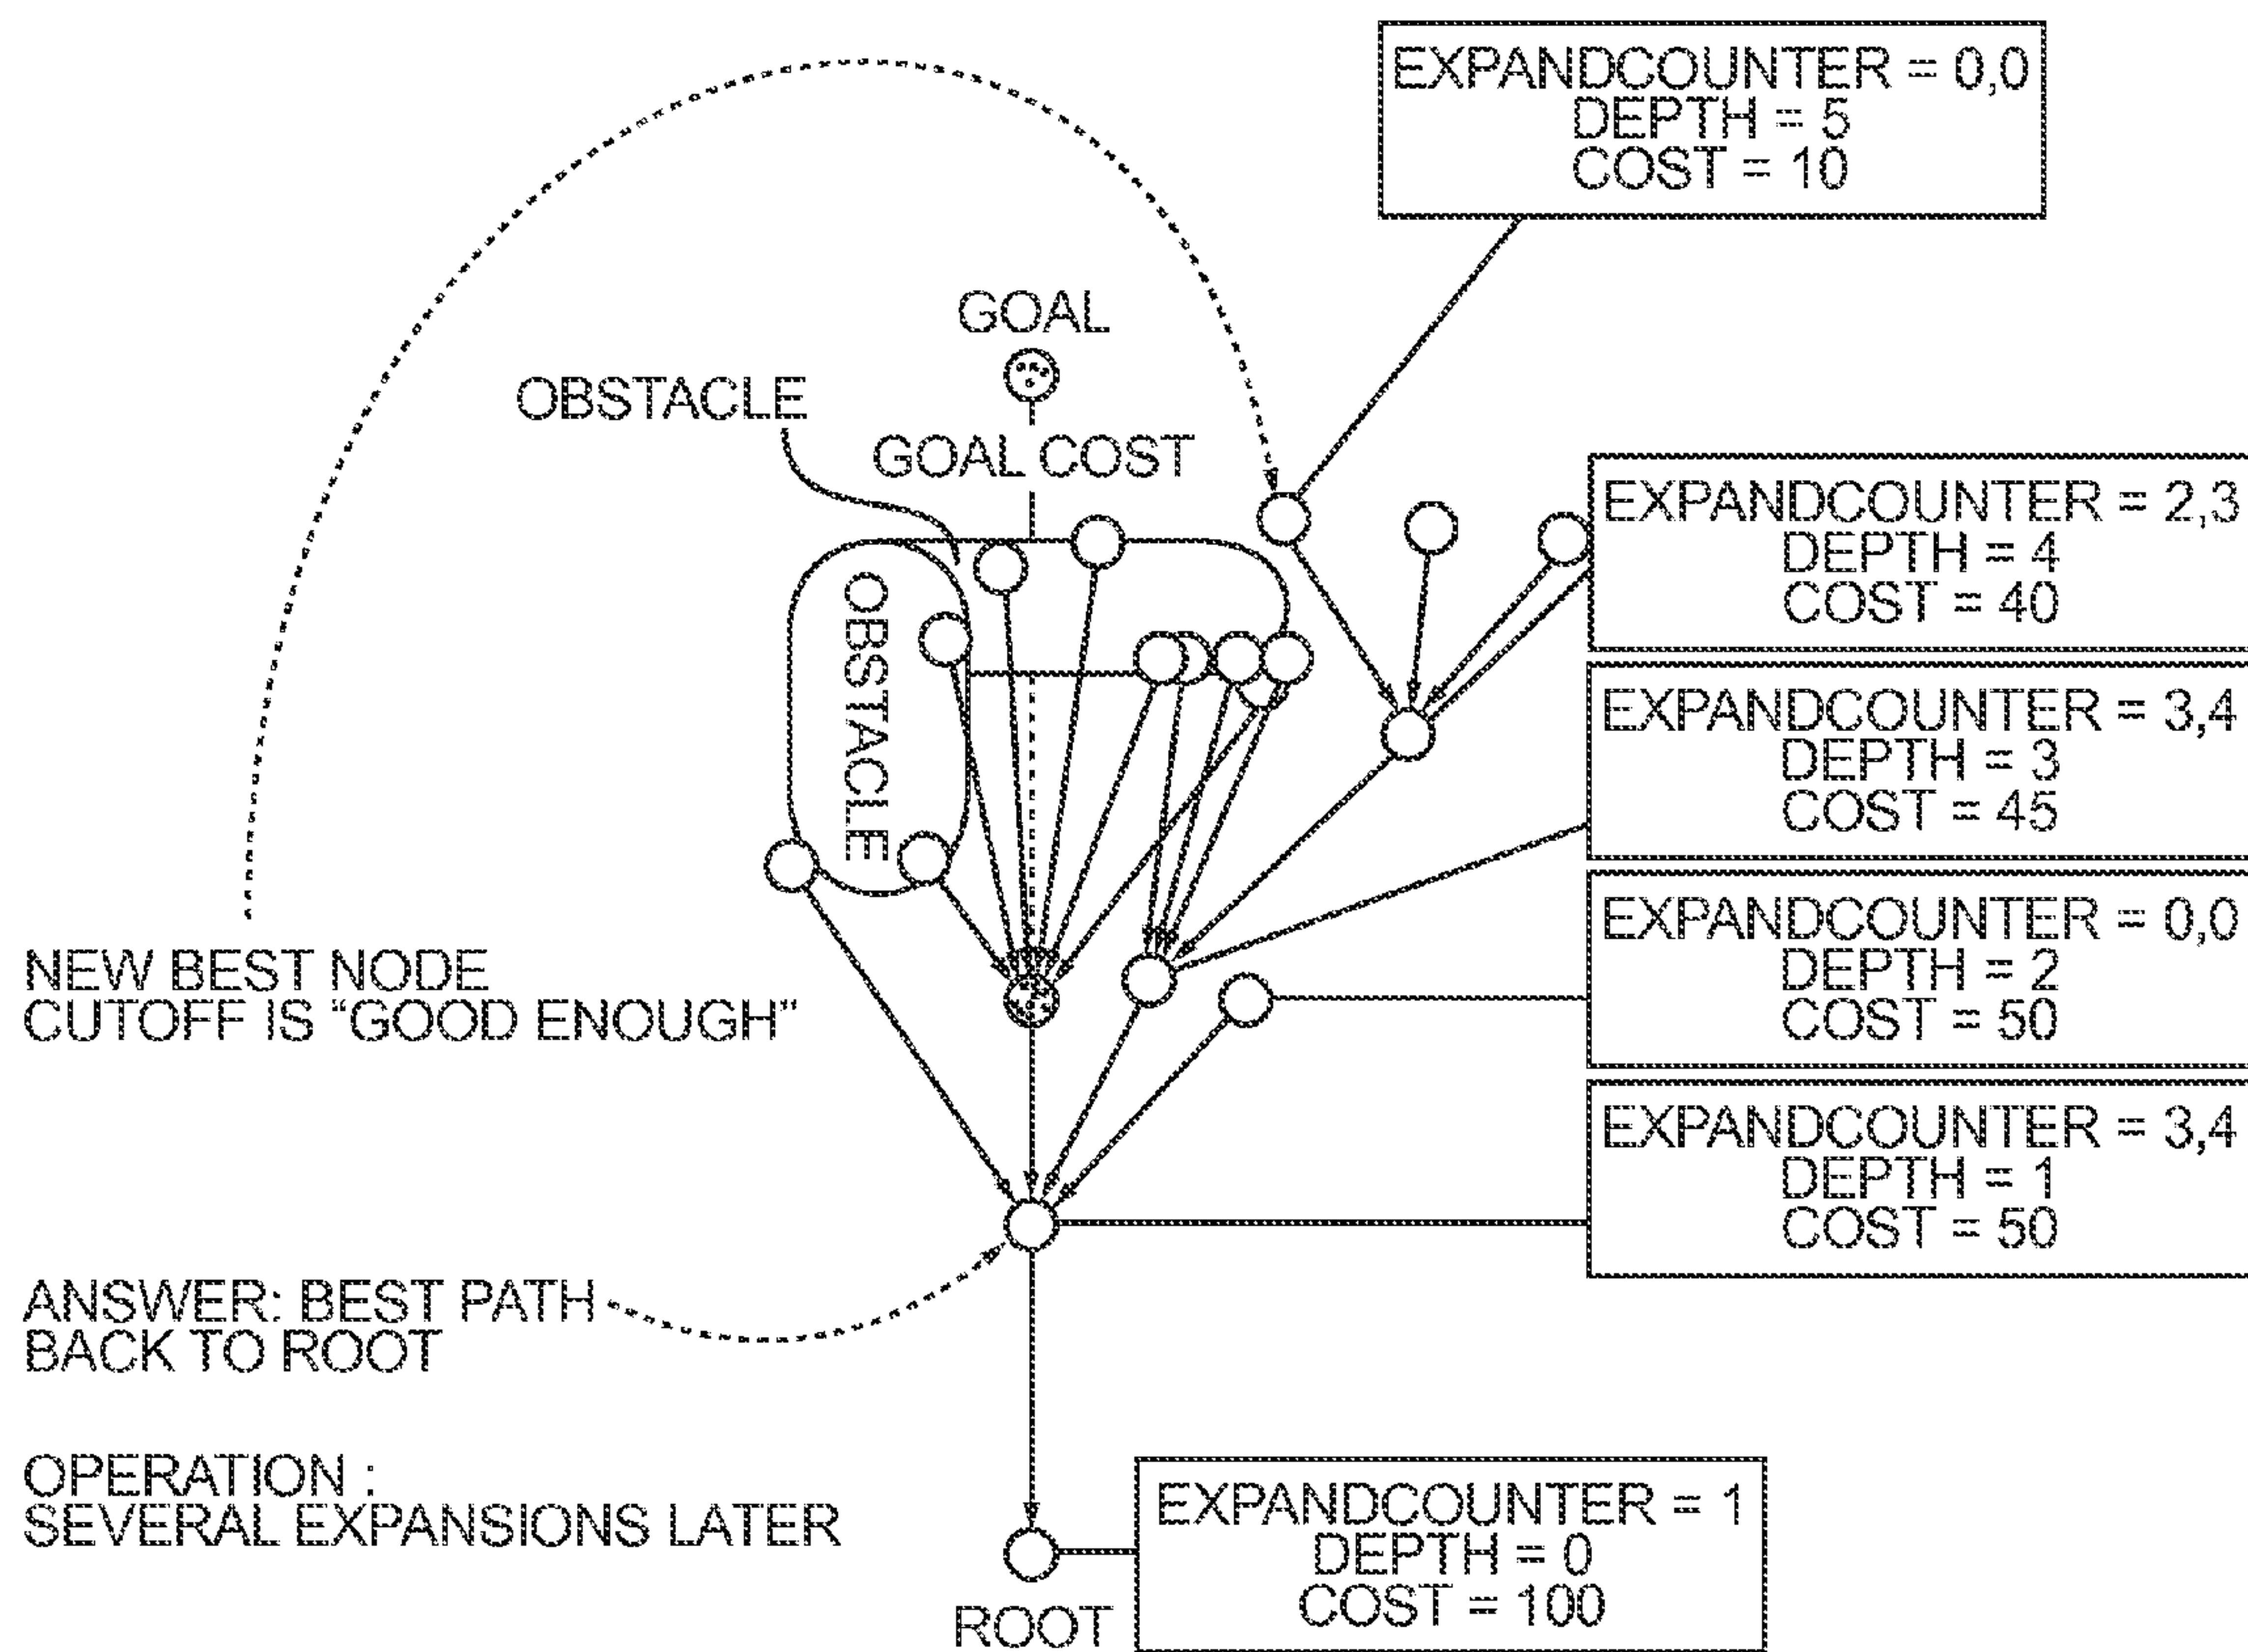 EXPANDCOUNTER = 0,0
DEPTH = 5
COST = 10
GOAL
OBSTACLE
GOAL COST
OBSTACLE
EXPANDCOUNTER = 2,3
DEPTH = 4
COST = 40
EXPANDCOUNTER = 3,4
DEPTH = 3
COST = 45
EXPANDCOUNTER = 0,0
DEPTH = 2
COST = 50
NEW BEST NODE
CUTOFF IS "GOOD ENOUGH"
EXPANDCOUNTER = 3,4
DEPTH = 1
COST = 50
ANSWER: BEST PATH
BACK TO ROOT
OPERATION :
SEVERAL EXPANSIONS LATER
EXPANDCOUNTER = 1
DEPTH = 0
COST = 100
ROOT